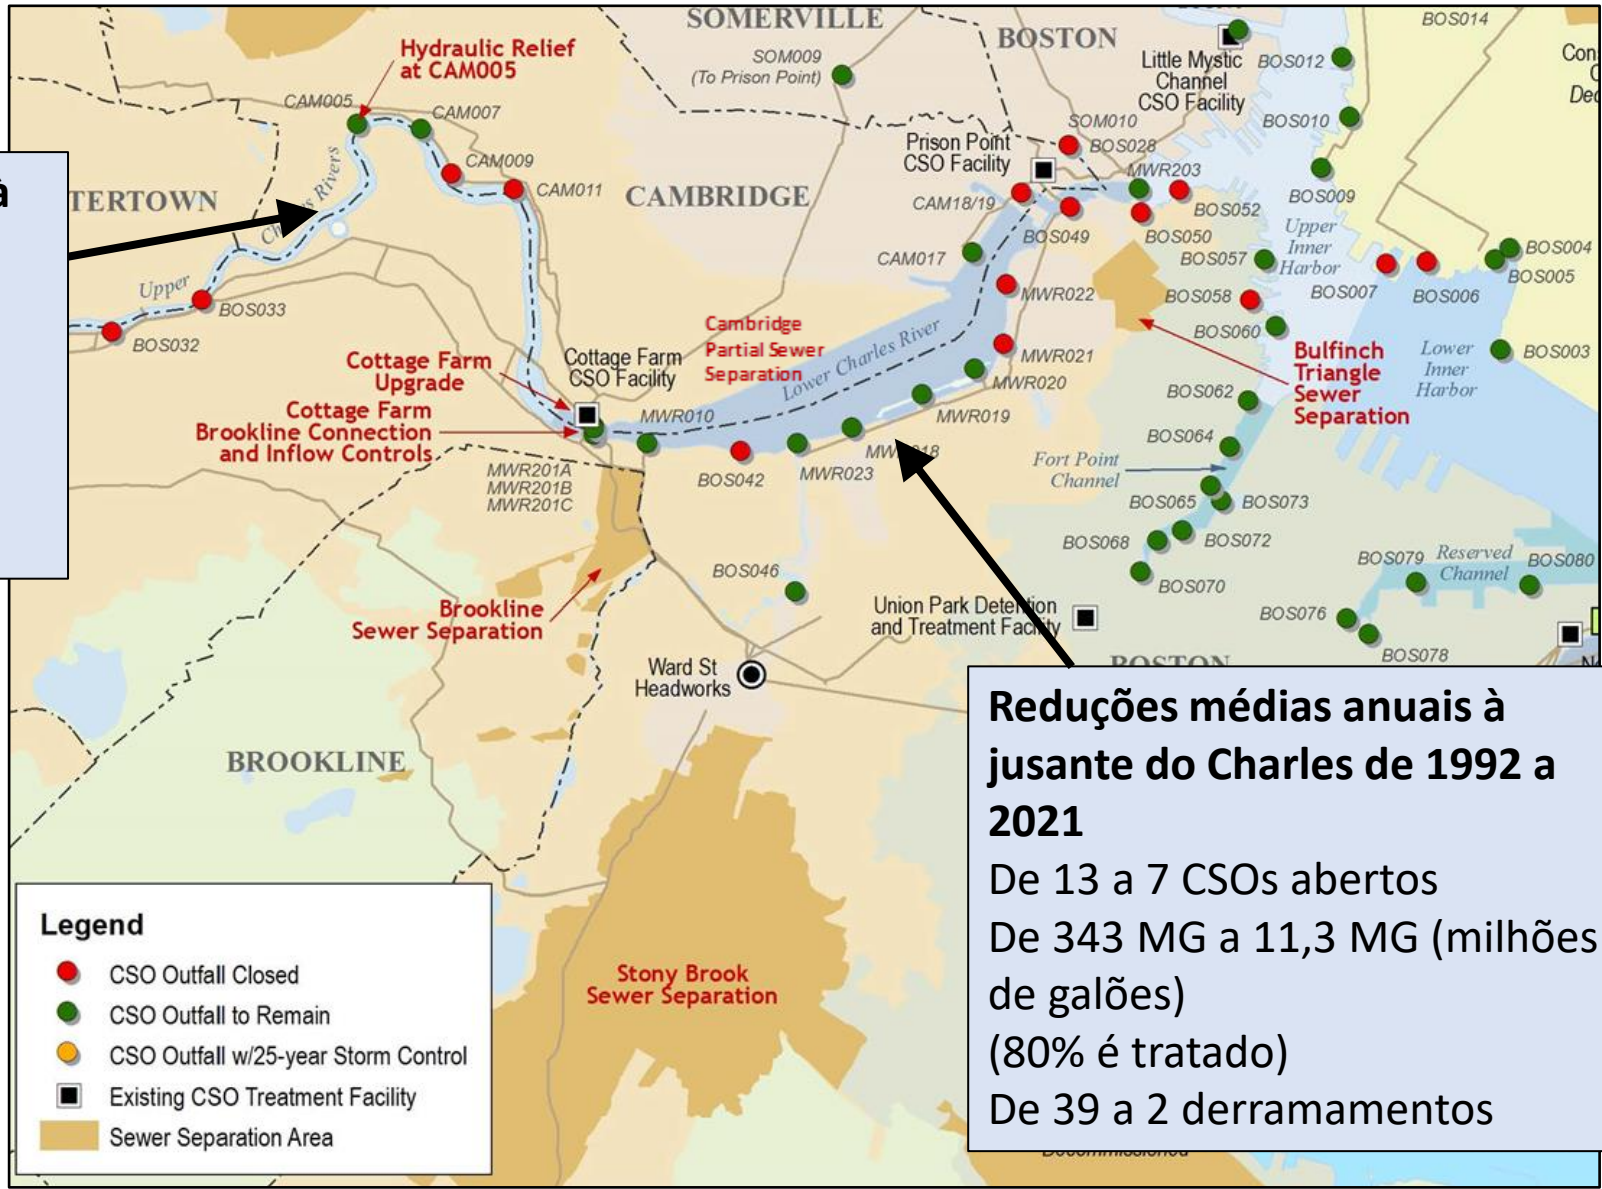 SOMERVILLE
SOM009
(To Prison Point)
BOSTON
Little Mystic
Channel
CSO Facility
BOS012
BOS014
Hydraulic Relief
at CAM005
CAM005
CAM007
CAM009
CAM011
BOS010
SOM010
BOS028
Prison Point
CSO Facility
MWR203
BOS009
à
TERTOWN
CAMBRIDGE
CAM18/19
BOS052
BOS049
BOS050
Upper
Inner
Harbor
BOS004
BOS005
CAM017
BOS057
BOS007
BOS006
MWR022
BOS058
Upper
Rivers
BOS033
BOS032
BOS060
Cambridge
Partial Sewer
Separation
Lower Charles River
MWR021
Bulfinch
Triangle
Sewer
Separation
Lower
Inner
Harbor
BOS003
Cottage Farm
Upgrade
Cottage Farm
CSO Facility
MWR020
BOS062
Cottage Farm
Brookline Connection
and Inflow Controls
MWR010
MWR019
BOS064
MWR201A
MWR201B
MWR201C
BOS042
MWR023
MWR018
Fort Point
Channel
BOS065
BOS073
BOS068
BOS072
BOS070
BOS046
BOS079
Reserved
Channel
BOS080
Brookline
Sewer Separation
Union Park Detention
and Treatment Facility
BOS076
BOS078
Ward St
Headworks
BOSTON
BROOKLINE
Reduções médias anuais à
jusante do Charles de 1992 a
2021
De 13 a 7 CSOs abertos
De 343 MG a 11,3 MG (milhões
de galões)
(80% é tratado)
De 39 a 2 derramamentos
Stony Brook
Sewer Separation
Legend
CSO Outfall Closed
CSO Outfall to Remain
CSO Outfall w/25-year Storm Control
Existing CSO Treatment Facility
Sewer Separation Area